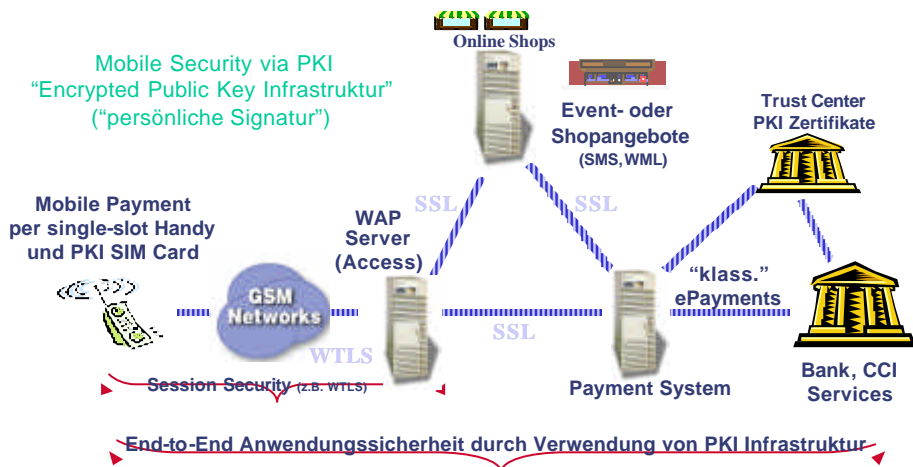 Online Shops
Mobile Security via PKI
“Encrypted Public Key Infrastruktur”
(“persönliche Signatur”)
Event- oder
Shopangebote
(SMS, WML)
Trust Center
PKI Zertifikate
Mobile Payment
per single-slot Handy
und PKI SIM Card
SSL
SSL
WAP
Server
(Access)
“klass.”
ePayments
GSM
Networks
WTLS
SSL
Session Security (z.B. WTLS)
Payment System
Bank, CCI
Services
End-to-End Anwendungssicherheit durch Verwendung von PKI Infrastruktur